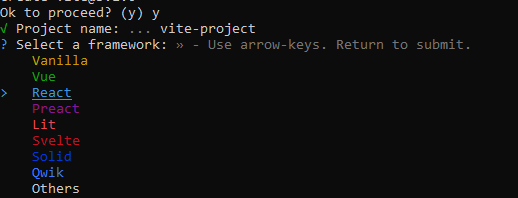 Ok to proceed? (y) y
√ Project name: ... vite-project
? Select a framework: » - Use arrow-keys. Return to submit.
Vanilla
Vue
> React
Preact
Lit
Svelte
Solid
Qwik
Others